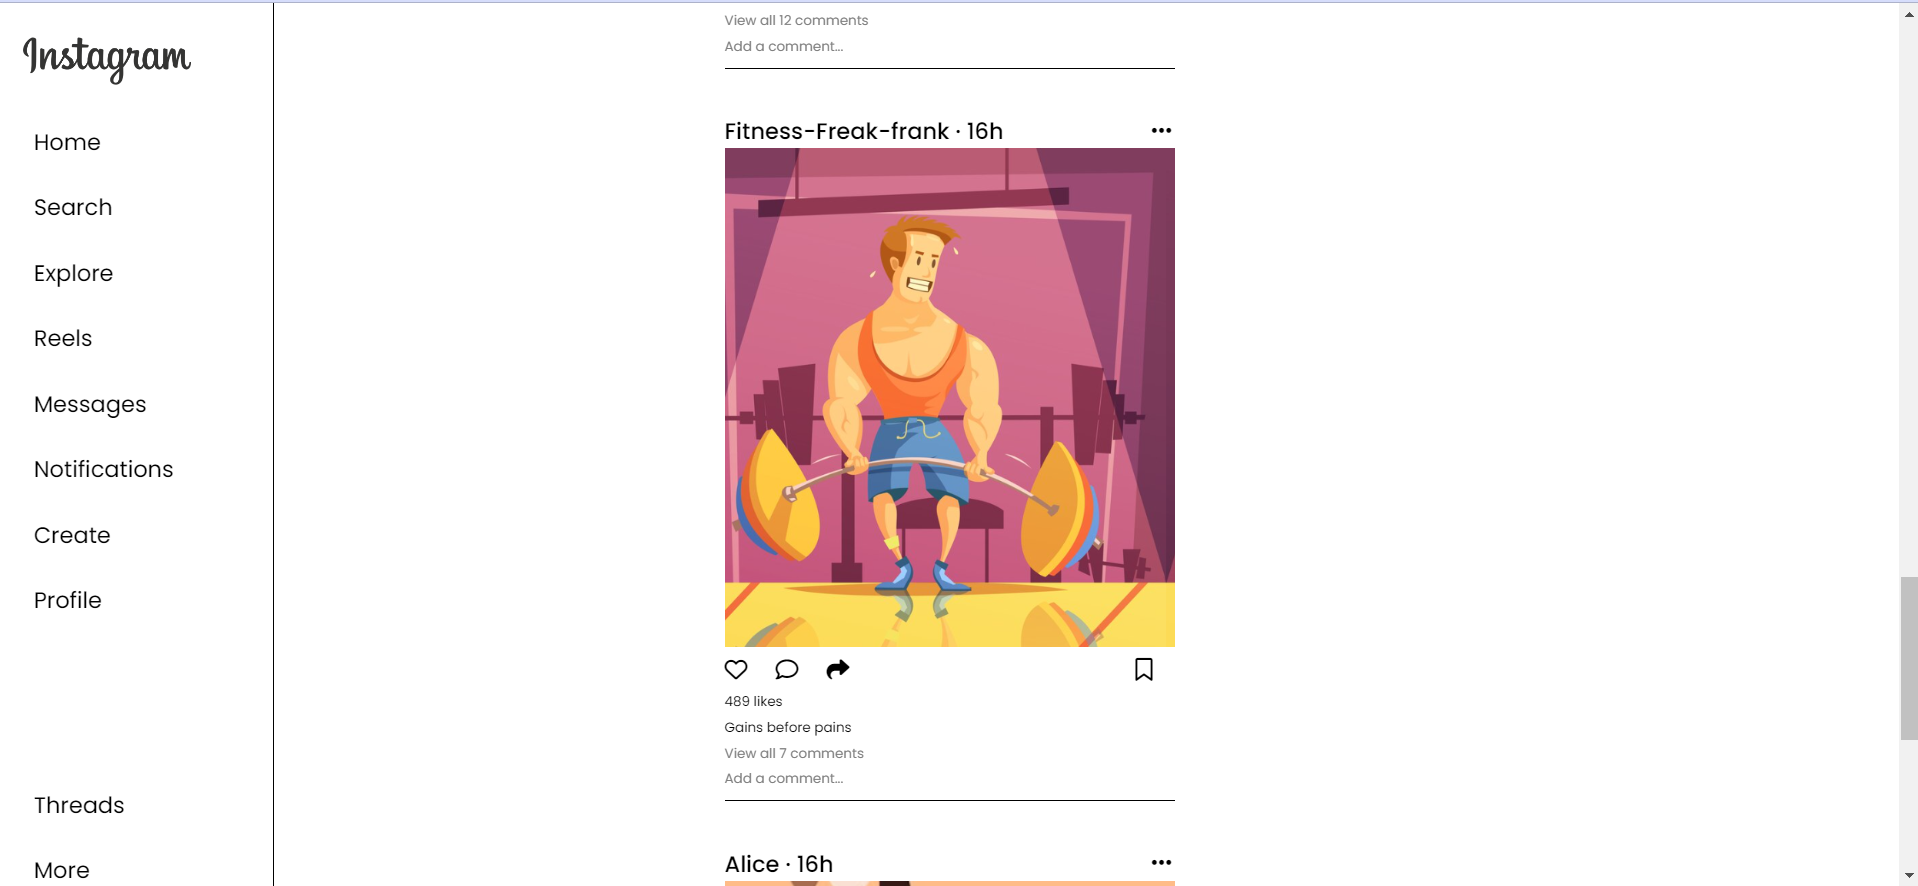 Instagram
Home
Search
Explore
Reels
Messages
Notifications
Create
Profile
Threads
More
View all 12 comments
Add a comment...
Fitness-Freak-frank · 16h
489 likes
Gains before pains
View all 7 comments
Add a comment...
Alice · 16h